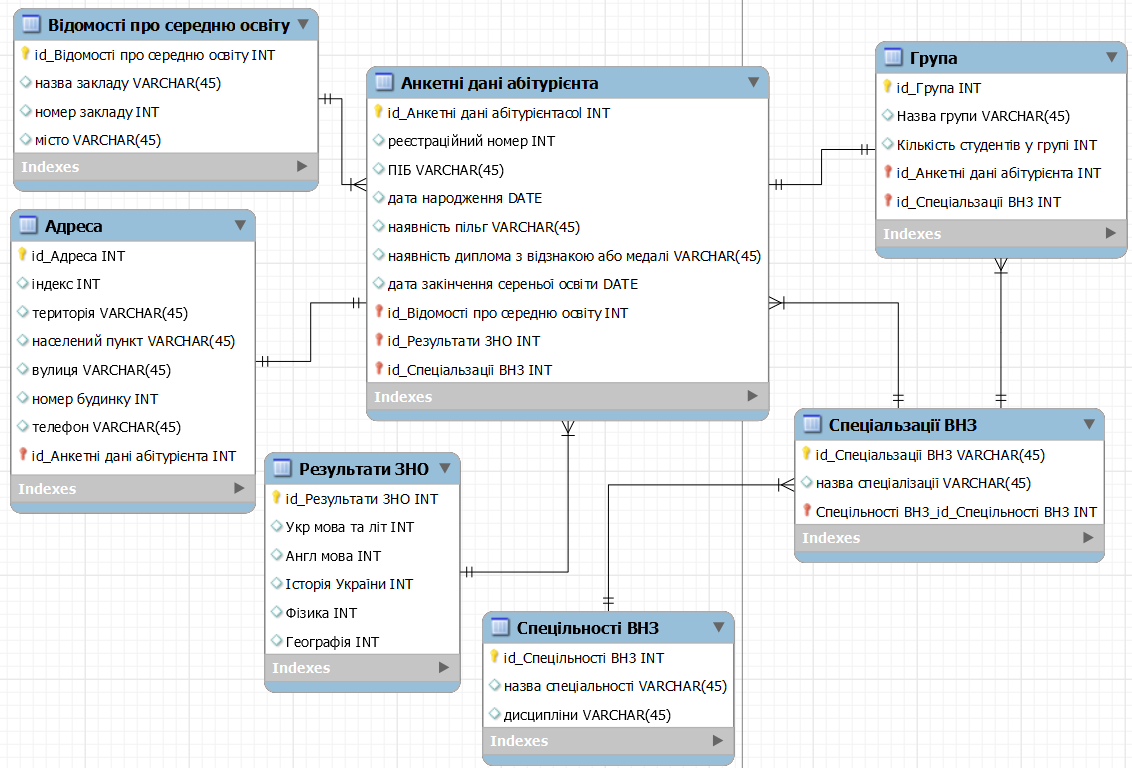 Відомості про середню освіту
id_Відомості про середню освіту INT
назва закладу VARCHAR(45)
номер закладу INT
місто VARCHAR(45)
Indexes
Адреса
id_Адреса INT
індекс INT
територія VARCHAR(45)
населений пункт VARCHAR(45)
вулиця VARCHAR(45)
номер будинку INT
телефон VARCHAR(45)
id_Анкетні дані абітурієнта INT
Indexes
Анкетні дані абітурієнта
id_Анкетні дані абітурієнтаcol INT
реєстраційний номер INT
ПІБ VARCHAR(45)
дата народження DATE
наявність пільг VARCHAR(45)
наявність диплома з відзнакою або медалі VARCHAR(45)
дата закінчення сереньої освіти DATE
id_Відомості про середню освіту INT
id_Результати ЗНО INT
id_Спеціальзації ВНЗ INT
Indexes
Група
id_Група INT
Назва групи VARCHAR(45)
Кількість студентів у групі INT
id_Анкетні дані абітурієнта INT
id_Спеціальзації ВНЗ INT
Indexes
Результати ЗНО
id_Результати ЗНО INT
Укр мова та літ INT
Англ мова INT
Історія України INT
Фізика INT
Географія INT
Indexes
Спеціальзації ВНЗ
id_Спеціальзації ВНЗ VARCHAR(45)
назва спеціалізації VARCHAR(45)
Спецільності ВНЗ_id_Спецільності ВНЗ INT
Indexes
Спецільності ВНЗ
id_Спецільності ВНЗ INT
назва спеціальності VARCHAR(45)
дисципліни VARCHAR(45)
Indexes